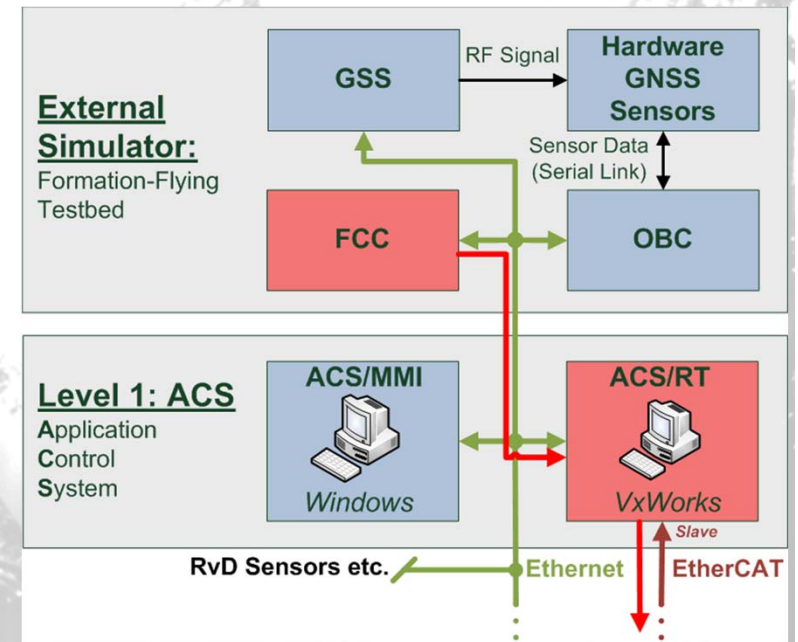 External
Simulator:
Formation-Flying
Testbed
GSS
RF Signal
Hardware
GNSS
Sensors
Sensor Data
(Serial Link)
FCC
OBC
Level 1: ACS
Application
Control
System
ACS/MMI
Windows
ACS/RT
VxWorks
Slave
RvD Sensors etc.
Ethernet
EtherCAT